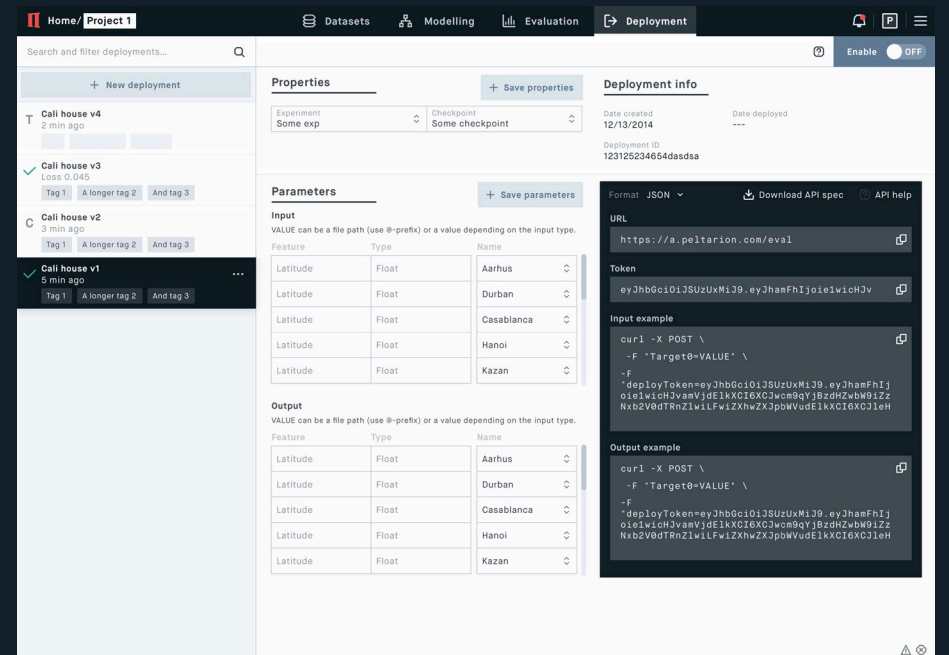 Home/ Project 1
Datasets
Modelling
Evaluation
Deployment
P
Search and filter deployments...
Enable
OFF
+ New deployment
T Cali house v4
2 min ago
Cali house v3
Loss 0.045
Tag 1 A longer tag 2 And tag 3
C Cali house v2
3 min ago
Tag 1 A longer tag 2 And tag 3
Cali house v1
5 min ago
Tag 1 A longer tag 2 And tag 3
Properties
+ Save properties
Experiment
Some exp
Checkpoint
Some checkpoint
Deployment info
Date created
12/13/2014
Date deployed
---
Deployment ID
123125234654dasdsa
Parameters
+ Save parameters
Input
VALUE can be a file path (use @-prefix) or a value depending on the input type.
Feature Type Name
Latitude Float Aarhus
Latitude Float Durban
Latitude Float Casablanca
Latitude Float Hanoi
Latitude Float Kazan
Output
VALUE can be a file path (use @-prefix) or a value depending on the input type.
Feature Type Name
Latitude Float Aarhus
Latitude Float Durban
Latitude Float Casablanca
Latitude Float Hanoi
Latitude Float Kazan
Format JSON
Download API spec
API help
URL
https://a.peltarion.com/eval
Token
eyJhbGciOiJSUzUxMiJ9.eyJhamFhIjoie1wicHJv
Input example
curl -X POST \
-F "Target0=VALUE" \
-F
"deployToken=eyJhbGciOiJSUzUxMiJ9.eyJhamFhIj
oie1wicHJvamVjdElkXCI6XCJwcm9qYjBzdHZwbW9iZz
Nxb2V0dTRnZlwiLFwiZXhwZXJpbWVudElkXCI6XCJleH
Output example
curl -X POST \
-F "Target0=VALUE" \
-F
"deployToken=eyJhbGciOiJSUzUxMiJ9.eyJhamFhIj
oie1wicHJvamVjdElkXCI6XCJwcm9qYjBzdHZwbW9iZz
Nxb2V0dTRnZlwiLFwiZXhwZXJpbWVudElkXCI6XCJleH